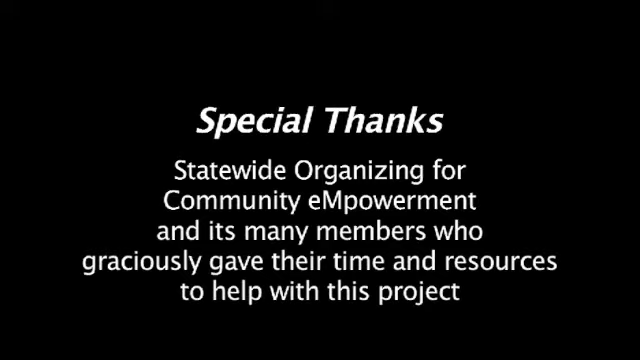 Special Thanks
Statewide Organizing for
Community eMpowerment
and its many members who
graciously gave their time and resources
to help with this project